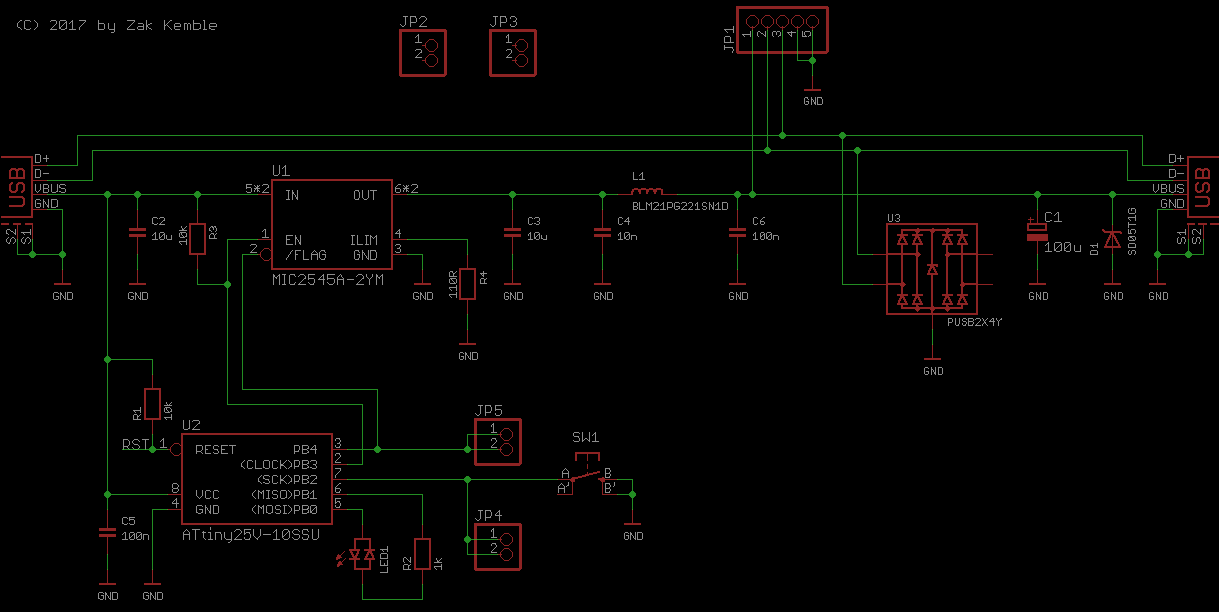 (C) 2017 by Zak Kemble
JP2
1
2
JP3
1
2
JP1
1
2
3
4
5
GND
USB
D+
D-
VBUS
GND
S2
S1
GND
C2
10u
GND
10k
R3
U1
5*2
IN
OUT
6*2
1
EN
ILIM
4
2
/FLAG
GND
3
MIC2545A-2YM
GND
110R
R4
GND
C3
10u
GND
C4
10n
GND
L1
BLM21PG221SN1D
C6
100n
GND
U3
PUSB2X4Y
GND
C1
100u
+
GND
D1
SD05T1G
GND
D+
D-
VBUS
GND
USB
S1
S2
GND
R1
10k
RST
1
U2
RESET
PB4
3
(CLOCK)PB3
2
(SCK)PB2
7
8
VCC
(MISO)PB1
6
4
GND
(MOSI)PB0
5
ATtiny25V-10SSU
C5
100n
GND
GND
LED1
R2
1k
JP5
1
2
JP4
1
2
SW1
A
B
A'
B'
GND